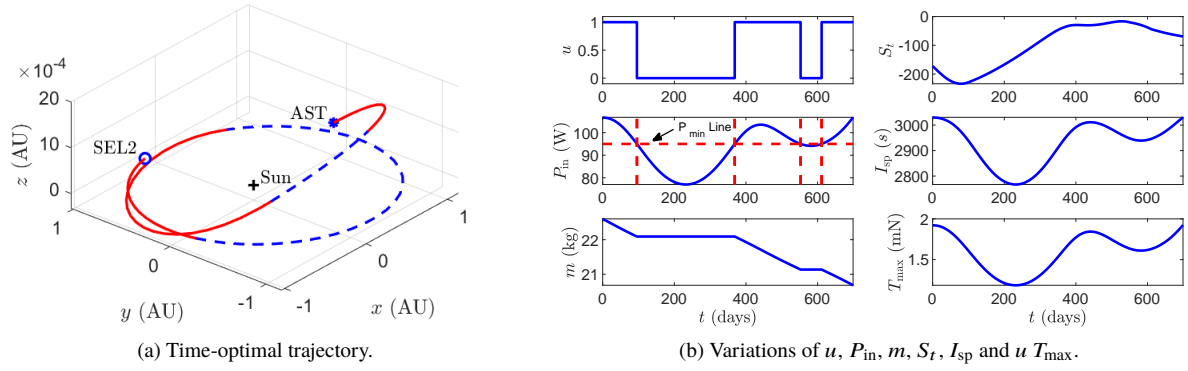 ×10⁻⁴
20
15
10
5
0
z (AU)
SEL2
AST
Sun
1
0
-1
y (AU)
-1
0
1
x (AU)
(a) Time-optimal trajectory.
1
0.5
0
u
0 200 400 600
0
-100
-200
S_t
0 200 400 600
100
90
80
P_in (W)
P min Line
0 200 400 600
3000
2900
2800
I_sp (s)
0 200 400 600
22
21
m (kg)
0 200 400 600
t (days)
2
1.5
T_max (mN)
0 200 400 600
t (days)
(b) Variations of u, P_in, m, S_t, I_sp and u T_max.